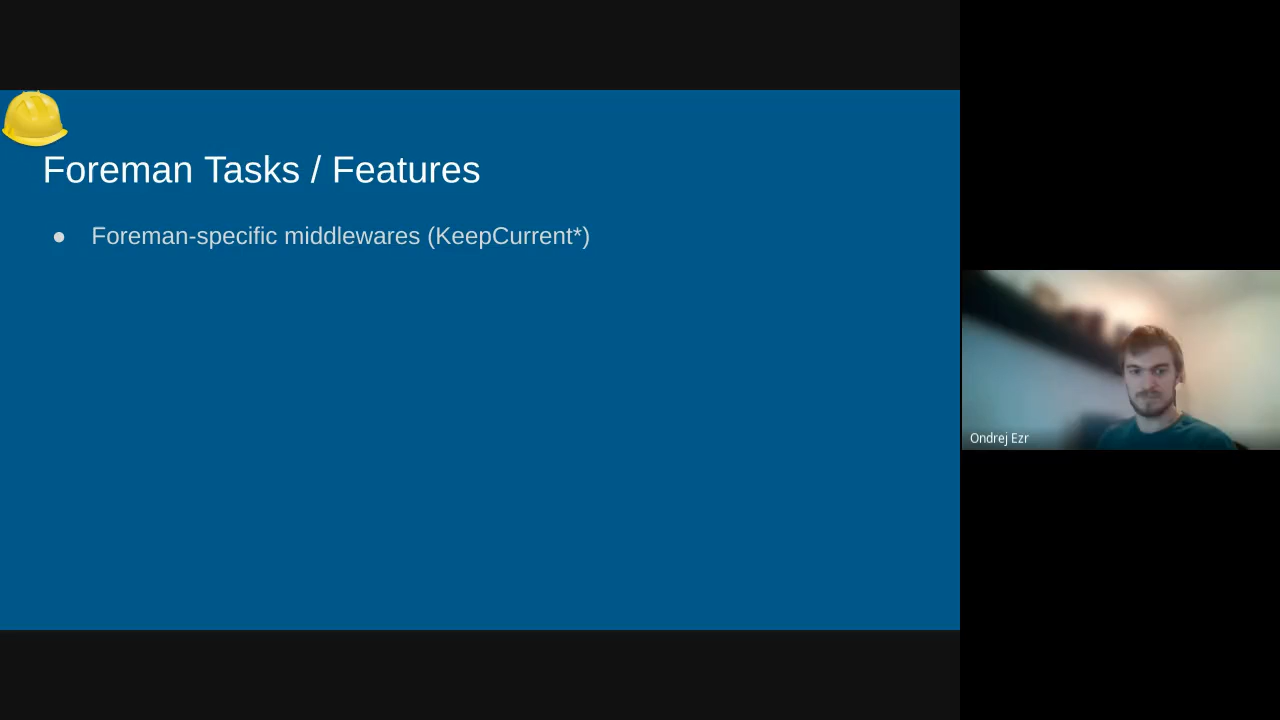 Foreman Tasks / Features
● Foreman-specific middlewares (KeepCurrent*)
Ondrej Ezr